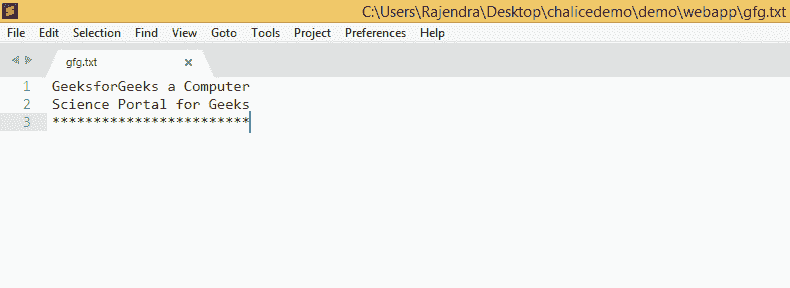 C:\Users\Rajendra\Desktop\chalicedemo\demo\webapp\gfg.txt
File Edit Selection Find View Goto Tools Project Preferences Help
gfg.txt
1 GeeksforGeeks a Computer
2 Science Portal for Geeks
3 ************************